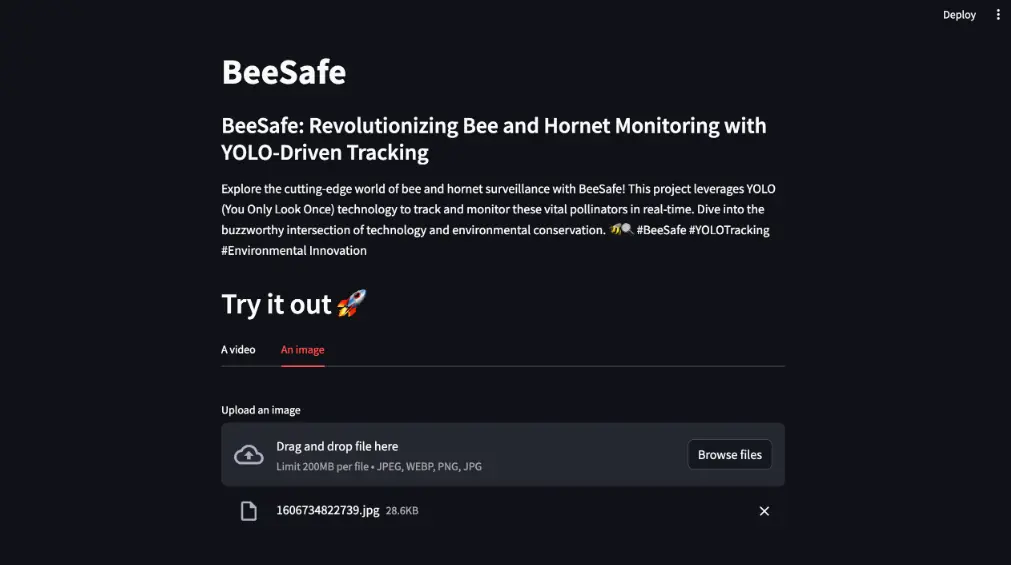 Deploy
BeeSafe
BeeSafe: Revolutionizing Bee and Hornet Monitoring with
YOLO-Driven Tracking
Explore the cutting-edge world of bee and hornet surveillance with BeeSafe! This project leverages YOLO
(You Only Look Once) technology to track and monitor these vital pollinators in real-time. Dive into the
buzzworthy intersection of technology and environmental conservation. 🐝🔍 #BeeSafe #YOLOTracking
#Environmental Innovation
Try it out 🚀
A video An image
Upload an image
Drag and drop file here
Limit 200MB per file • JPEG, WEBP, PNG, JPG
Browse files
1606734822739.jpg 28.6KB